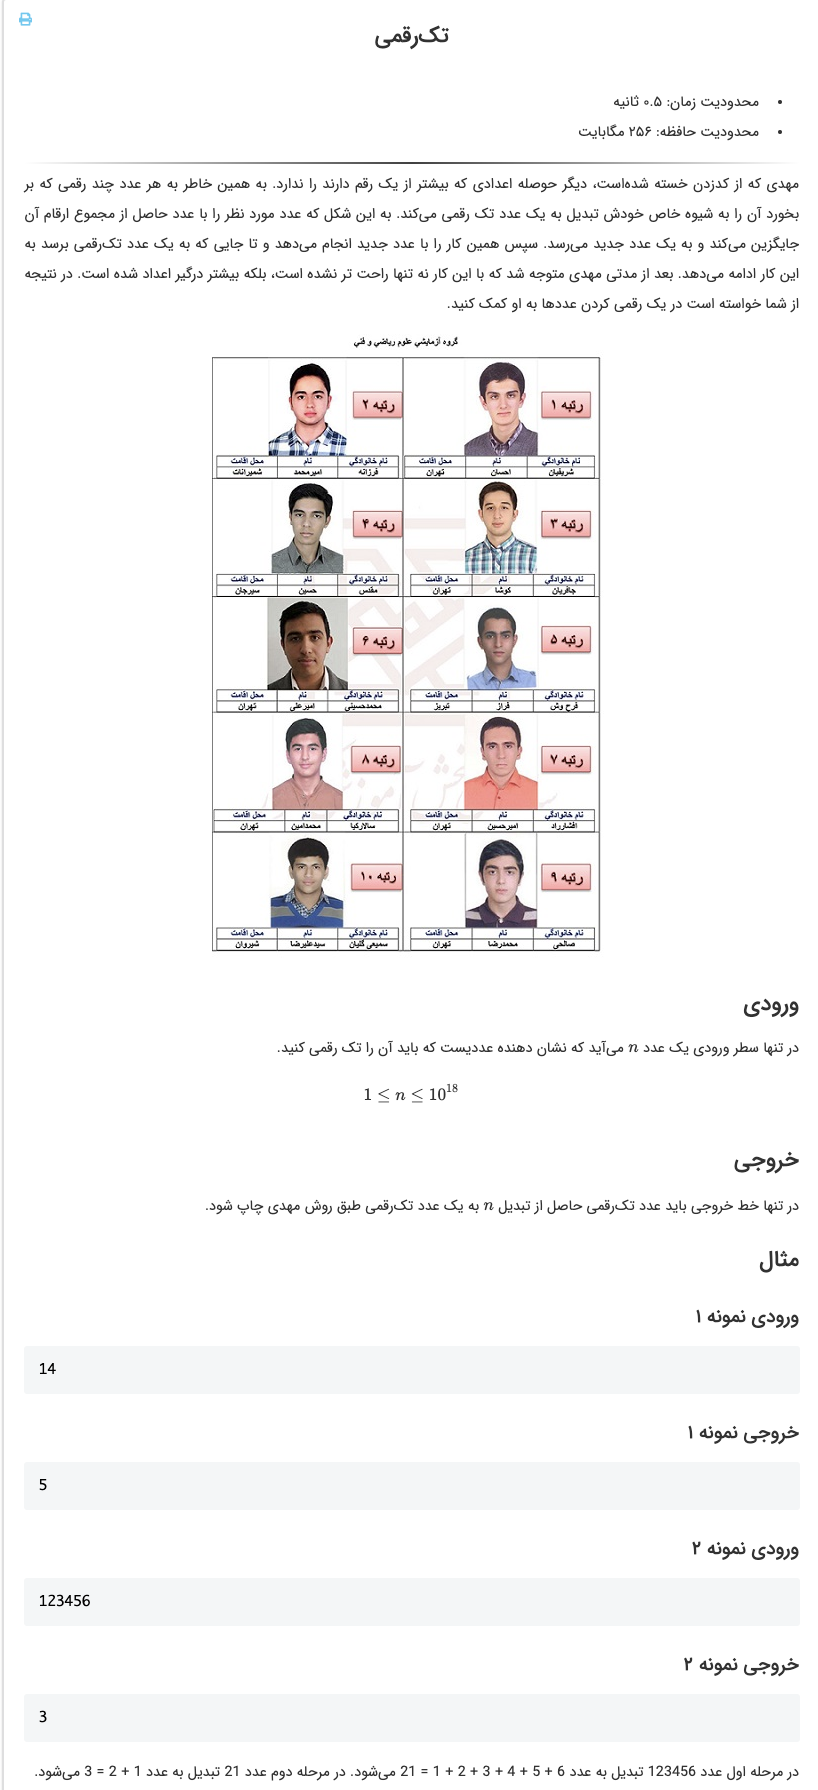 تک‌رقمی
محدودیت زمان: ۰.۵ ثانیه
محدودیت حافظه: ۲۵۶ مگابایت
مهدی که از کدزدن خسته شده‌است، دیگر حوصله اعدادی که بیشتر از یک رقم دارند را ندارد. به همین خاطر به هر عدد چند رقمی که بر
بخورد آن را به شیوه خاص خودش تبدیل به یک عدد تک رقمی می‌کند. به این شکل که عدد مورد نظر را با عدد حاصل از مجموع ارقام آن
جایگزین می‌کند و به یک عدد جدید می‌رسد. سپس همین کار را با عدد جدید انجام می‌دهد و تا جایی که به یک عدد تک‌رقمی برسد به
این کار ادامه می‌دهد. بعد از مدتی مهدی متوجه شد که با این کار نه تنها راحت تر نشده است، بلکه بیشتر درگیر اعداد شده است. در نتیجه
از شما خواسته است در یک رقمی کردن عددها به او کمک کنید.
گروه آزمايشي علوم رياضي و فني
رتبه ۱ رتبه ۲
نام خانوادگي نام محل اقامت نام خانوادگي نام محل اقامت
شریفیان احسان تهران فرزانه امیرمحمد شمیرانات
رتبه ۳ رتبه ۴
نام خانوادگي نام محل اقامت نام خانوادگي نام محل اقامت
جافریان کوشا تهران مقدس حسین سیرجان
رتبه ۵ رتبه ۶
نام خانوادگي نام محل اقامت نام خانوادگي نام محل اقامت
فرح وش فراز تبریز محمدحسینی امیرعلی تهران
رتبه ۷ رتبه ۸
نام خانوادگي نام محل اقامت نام خانوادگي نام محل اقامت
افشارراد امیرحسین تهران سالارکیا محمدامین تهران
رتبه ۹ رتبه ۱۰
نام خانوادگي نام محل اقامت نام خانوادگي نام محل اقامت
صالحی محمدرضا تهران سمیعی گلیان سیدعلیرضا شیروان
ورودی
در تنها سطر ورودی یک عدد n می‌آید که نشان دهنده عددیست که باید آن را تک رقمی کنید.
1 ≤ n ≤ 10^18
خروجی
در تنها خط خروجی باید عدد تک‌رقمی حاصل از تبدیل n به یک عدد تک‌رقمی طبق روش مهدی چاپ شود.
مثال
ورودی نمونه ۱
14
خروجی نمونه ۱
5
ورودی نمونه ۲
123456
خروجی نمونه ۲
3
در مرحله اول عدد 123456 تبدیل به عدد 6 + 5 + 4 + 3 + 2 + 1 = 21 می‌شود. در مرحله دوم عدد 21 تبدیل به عدد 1 + 2 = 3 می‌شود.